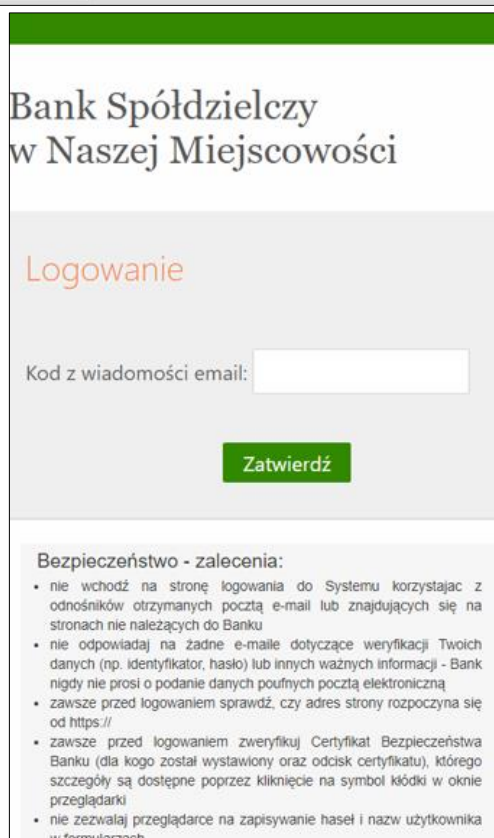 Bank Spółdzielczy
w Naszej Miejscowości
Logowanie
Kod z wiadomości email:
Zatwierdź
Bezpieczeństwo - zalecenia:
• nie wchodź na stronę logowania do Systemu korzystajac z
odnośników otrzymanych pocztą e-mail lub znajdujących się na
stronach nie należących do Banku
• nie odpowiadaj na żadne e-maile dotyczące weryfikacji Twoich
danych (np. identyfikator, hasło) lub innych ważnych informacji - Bank
nigdy nie prosi o podanie danych poufnych pocztą elektroniczną
• zawsze przed logowaniem sprawdź, czy adres strony rozpoczyna się
od https://
• zawsze przed logowaniem zweryfikuj Certyfikat Bezpieczeństwa
Banku (dla kogo został wystawiony oraz odcisk certyfikatu), którego
szczegóły są dostępne poprzez kliknięcie na symbol kłódki w oknie
przeglądarki
• nie zezwalaj przeglądarce na zapisywanie haseł i nazw użytkownika
w formularzach